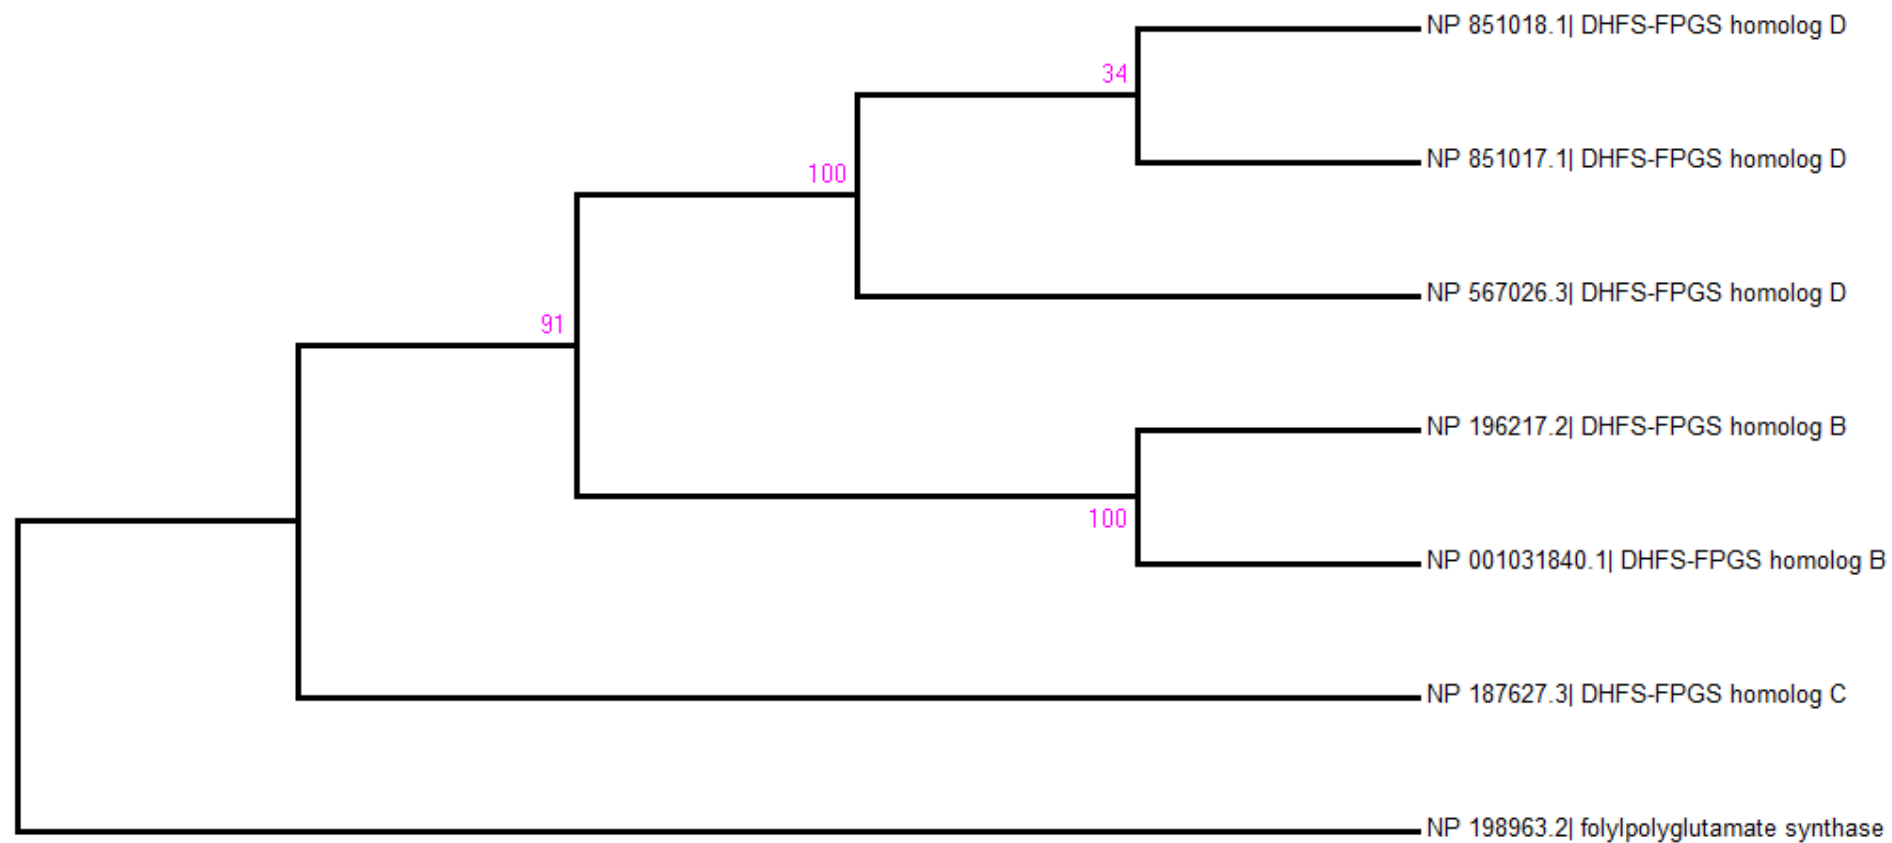 NP 851018.1| DHFS-FPGS homolog D
34
NP 851017.1| DHFS-FPGS homolog D
100
NP 567026.3| DHFS-FPGS homolog D
91
NP 196217.2| DHFS-FPGS homolog B
100
NP 001031840.1| DHFS-FPGS homolog B
NP 187627.3| DHFS-FPGS homolog C
NP 198963.2| folylpolyglutamate synthase